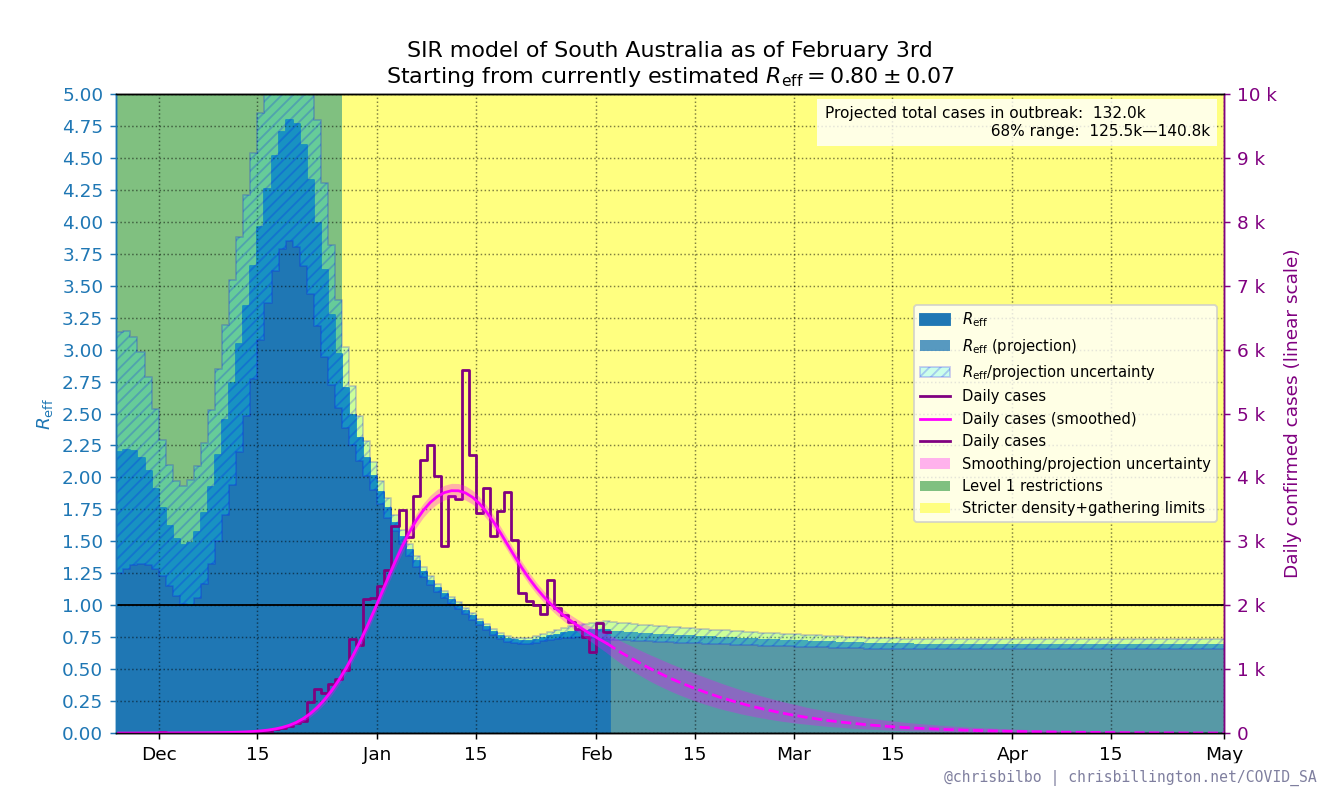 SIR model of South Australia as of February 3rd
Starting from currently estimated R_eff = 0.80 ± 0.07
5.00
4.75
4.50
4.25
4.00
3.75
3.50
3.25
3.00
2.75
2.50
2.25
2.00
1.75
1.50
1.25
1.00
0.75
0.50
0.25
0.00
R_eff
Projected total cases in outbreak: 132.0k
68% range: 125.5k—140.8k
R_eff
R_eff (projection)
R_eff/projection uncertainty
Daily cases
Daily cases (smoothed)
Daily cases
Smoothing/projection uncertainty
Level 1 restrictions
Stricter density+gathering limits
10 k
9 k
8 k
7 k
6 k
5 k
4 k
3 k
2 k
1 k
0
Daily confirmed cases (linear scale)
Dec 15 Jan 15 Feb 15 Mar 15 Apr 15 May
@chrisbilbo | chrisbillington.net/COVID_SA